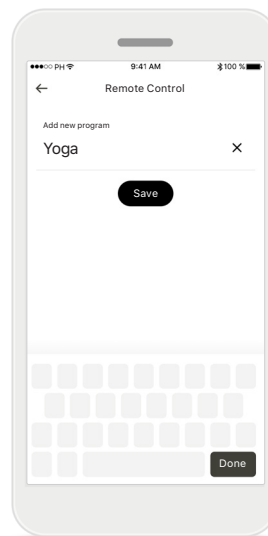 ●●●○○ PH 9:41 AM 100 %
Remote Control
Add new program
Yoga
Save
Done